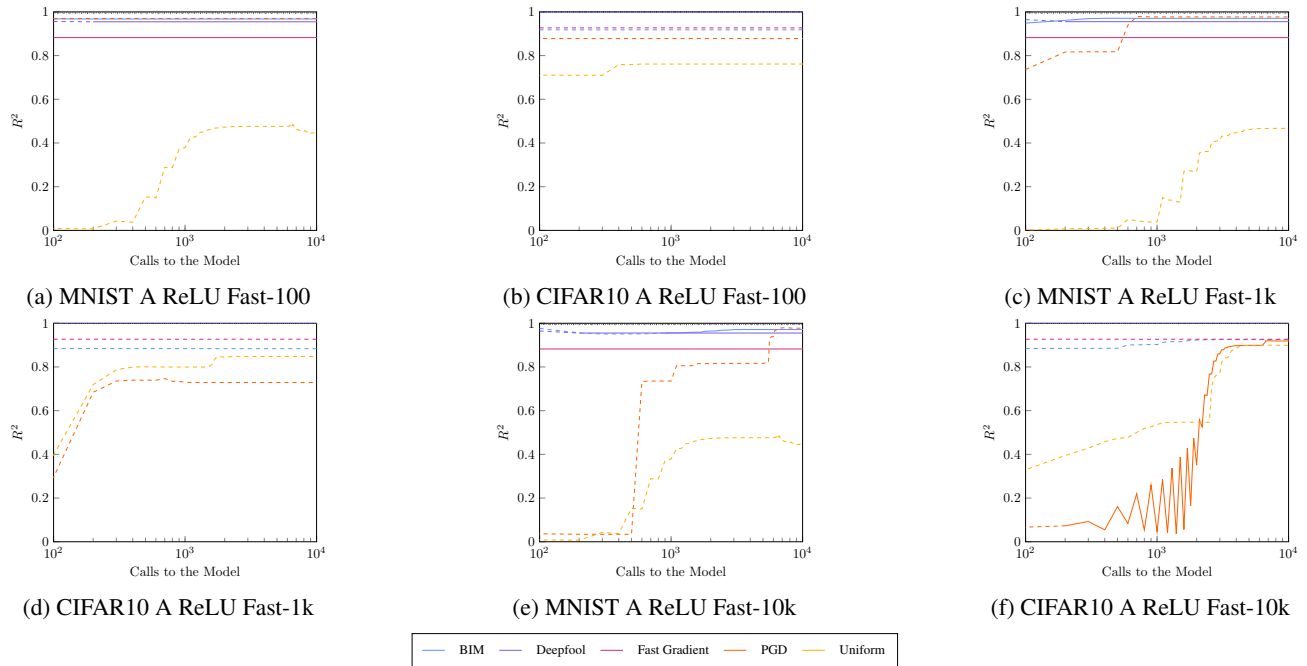 1
0.8
0.6
0.4
0.2
0
R²
10²
10³
10⁴
Calls to the Model
(a) MNIST A ReLU Fast-100
1
0.8
0.6
0.4
0.2
0
R²
10²
10³
10⁴
Calls to the Model
(b) CIFAR10 A ReLU Fast-100
1
0.8
0.6
0.4
0.2
0
R²
10²
10³
10⁴
Calls to the Model
(c) MNIST A ReLU Fast-1k
1
0.8
0.6
0.4
0.2
0
R²
10²
10³
10⁴
Calls to the Model
(d) CIFAR10 A ReLU Fast-1k
1
0.8
0.6
0.4
0.2
0
R²
10²
10³
10⁴
Calls to the Model
(e) MNIST A ReLU Fast-10k
1
0.8
0.6
0.4
0.2
0
R²
10²
10³
10⁴
Calls to the Model
(f) CIFAR10 A ReLU Fast-10k
BIM Deepfool Fast Gradient PGD Uniform